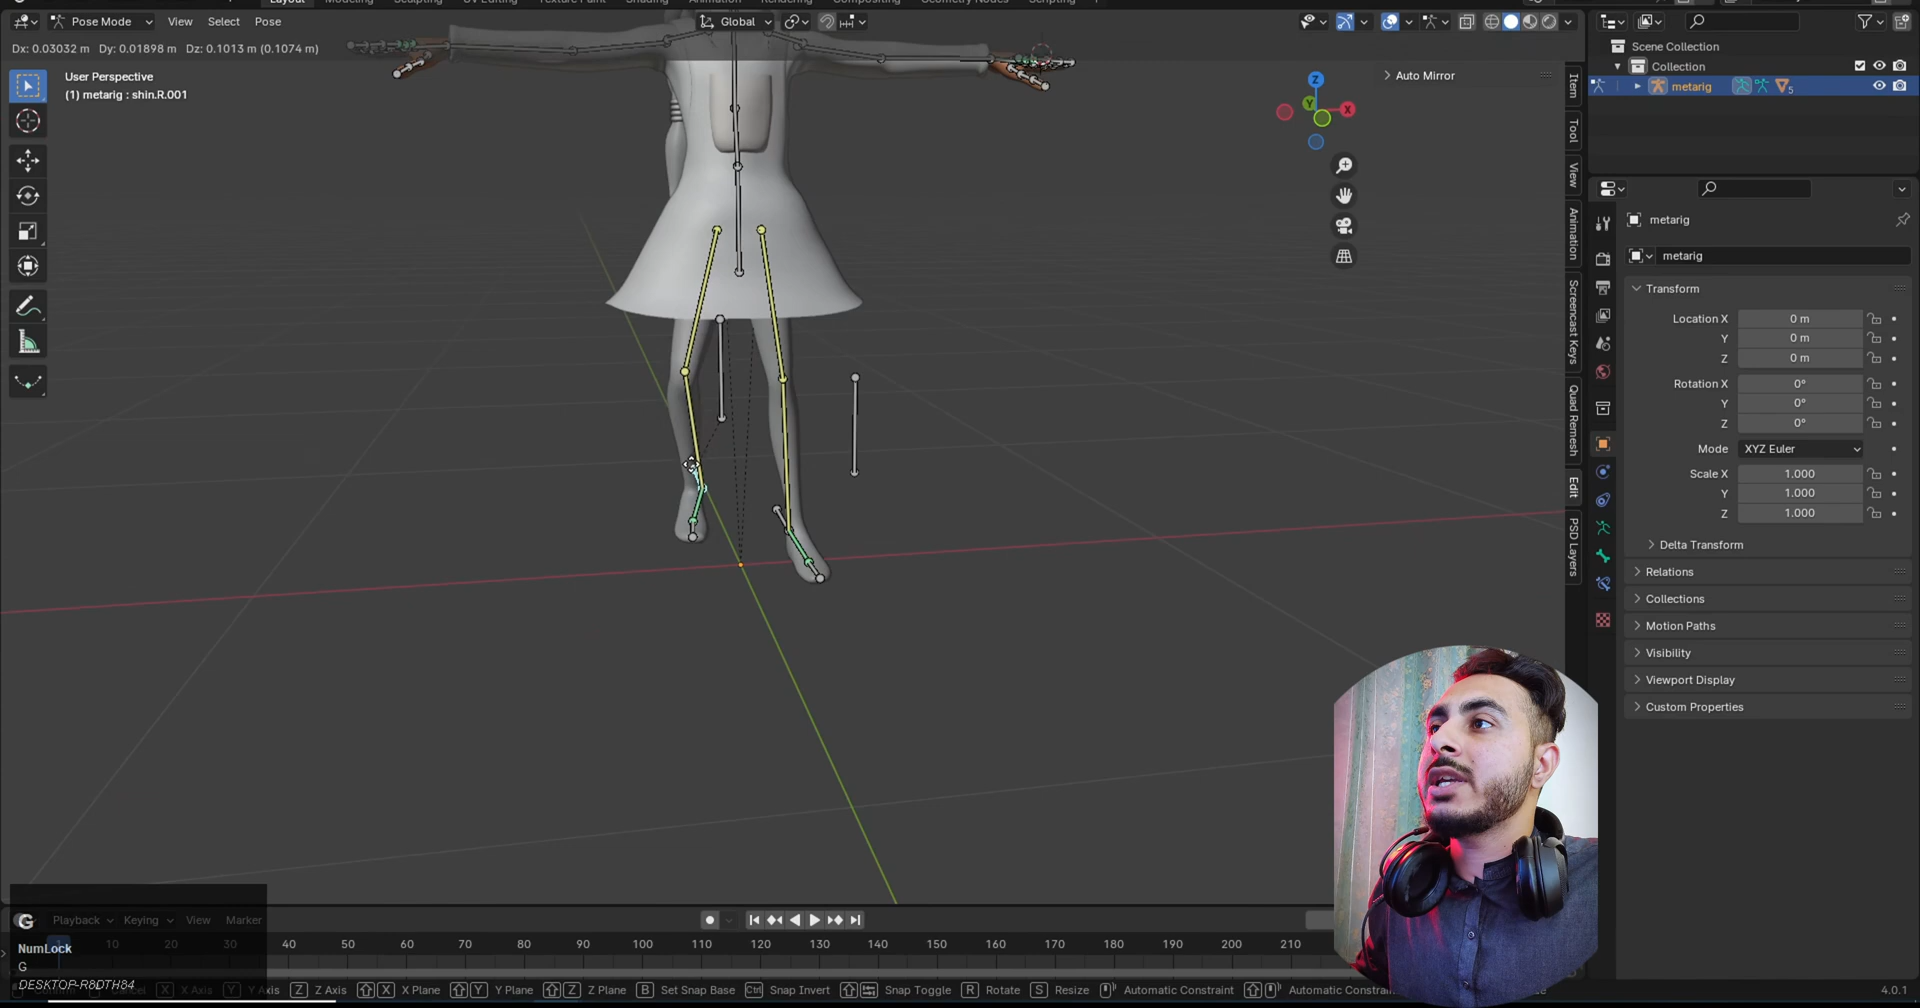 Layout Modeling Sculpting UV Editing Texture Paint Shading Animation Rendering Compositing Geometry Nodes Scripting +
Pose Mode View Select Pose Global
Dx: 0.03032 m Dy: 0.01898 m Dz: 0.1013 m (0.1074 m)
User Perspective
(1) metarig : shin.R.001
Z
X
Y
Auto Mirror
Item
Tool
View
Animation
Screencast Keys
Quad Remesh
Edit
PSD Layers
Scene Collection
Collection
metarig 5
metarig
metarig
Transform
Location X 0 m
Y 0 m
Z 0 m
Rotation X 0°
Y 0°
Z 0°
Mode XYZ Euler
Scale X 1.000
Y 1.000
Z 1.000
Delta Transform
Relations
Collections
Motion Paths
Visibility
Viewport Display
Custom Properties
Playback Keying View Marker
G
NumLock
G
DESKTOP-R8DTH84
1 10 20 30 40 50 60 70 80 90 100 110 120 130 140 150 160 170 180 190 200 210
X X Axis Y Y Axis Z Z Axis X X Plane Y Y Plane Z Z Plane B Set Snap Base Ctrl Snap Invert Snap Toggle R Rotate S Resize Automatic Constraint Automatic Constrai
4.0.1